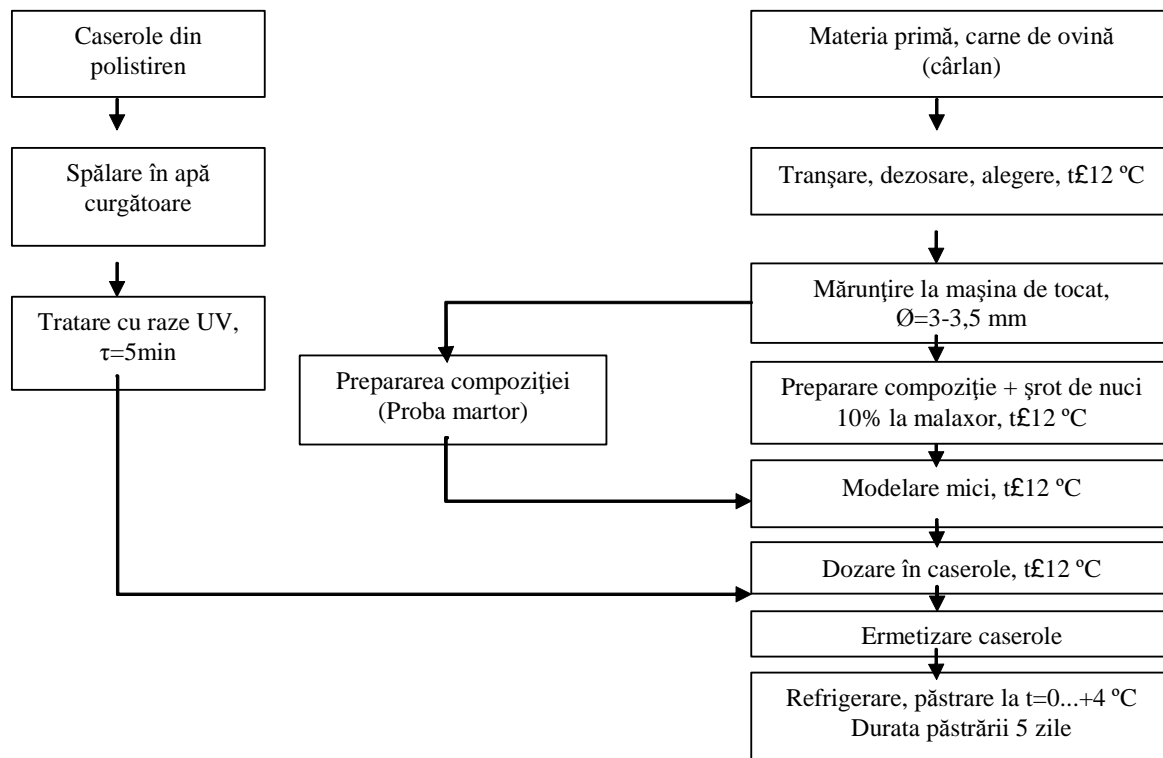 Caserole din
polistiren
Spălare în apă
curgătoare
Tratare cu raze UV,
τ=5min
Prepararea compoziţiei
(Proba martor)
Materia primă, carne de ovină
(cârlan)
Tranşare, dezosare, alegere, t£12 ºC
Mărunţire la maşina de tocat,
Ø=3-3,5 mm
Preparare compoziţie + şrot de nuci
10% la malaxor, t£12 ºC
Modelare mici, t£12 ºC
Dozare în caserole, t£12 ºC
Ermetizare caserole
Refrigerare, păstrare la t=0...+4 ºC
Durata păstrării 5 zile